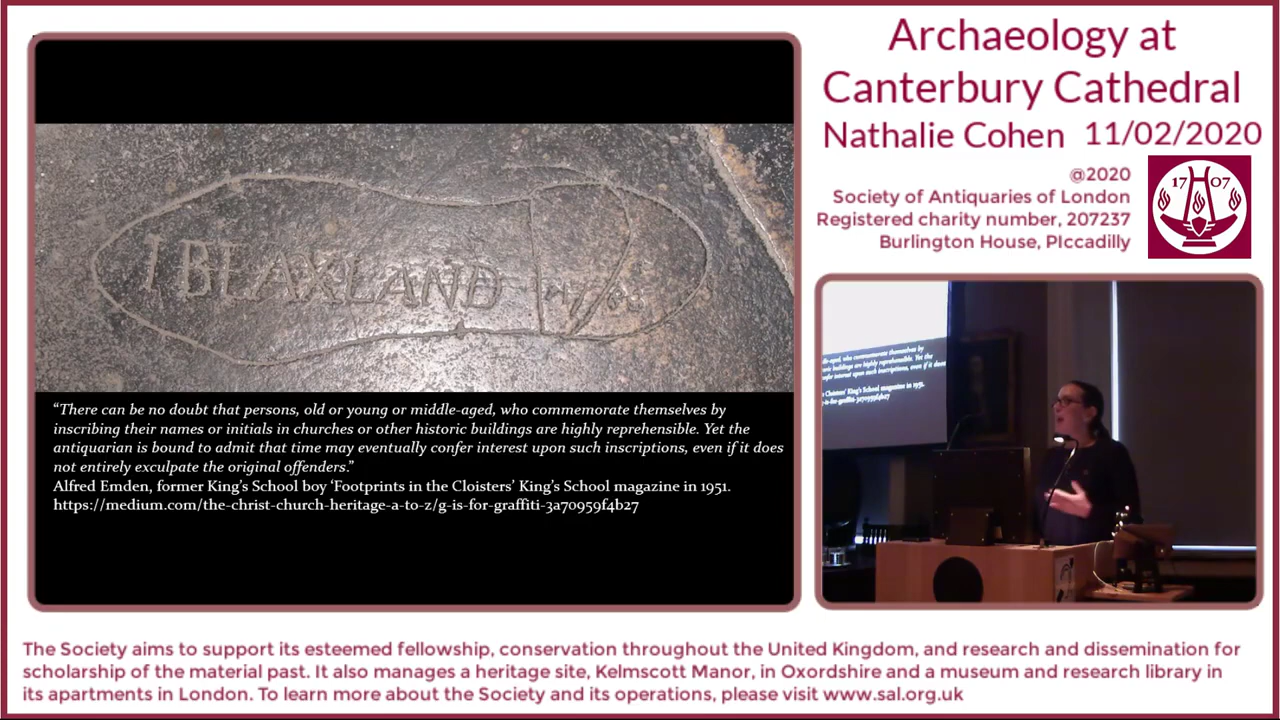 Archaeology at
Canterbury Cathedral
Nathalie Cohen 11/02/2020
@2020
Society of Antiquaries of London
Registered charity number, 207237
Burlington House, PIccadilly
17 07
I BEAXLAND
“There can be no doubt that persons, old or young or middle-aged, who commemorate themselves by
inscribing their names or initials in churches or other historic buildings are highly reprehensible. Yet the
antiquarian is bound to admit that time may eventually confer interest upon such inscriptions, even if it does
not entirely exculpate the original offenders.”
Alfred Emden, former King’s School boy ‘Footprints in the Cloisters’ King’s School magazine in 1951.
https://medium.com/the-christ-church-heritage-a-to-z/g-is-for-graffiti-3a70959f4b27
The Society aims to support its esteemed fellowship, conservation throughout the United Kingdom, and research and dissemination for
scholarship of the material past. It also manages a heritage site, Kelmscott Manor, in Oxordshire and a museum and research library in
its apartments in London. To learn more about the Society and its operations, please visit www.sal.org.uk